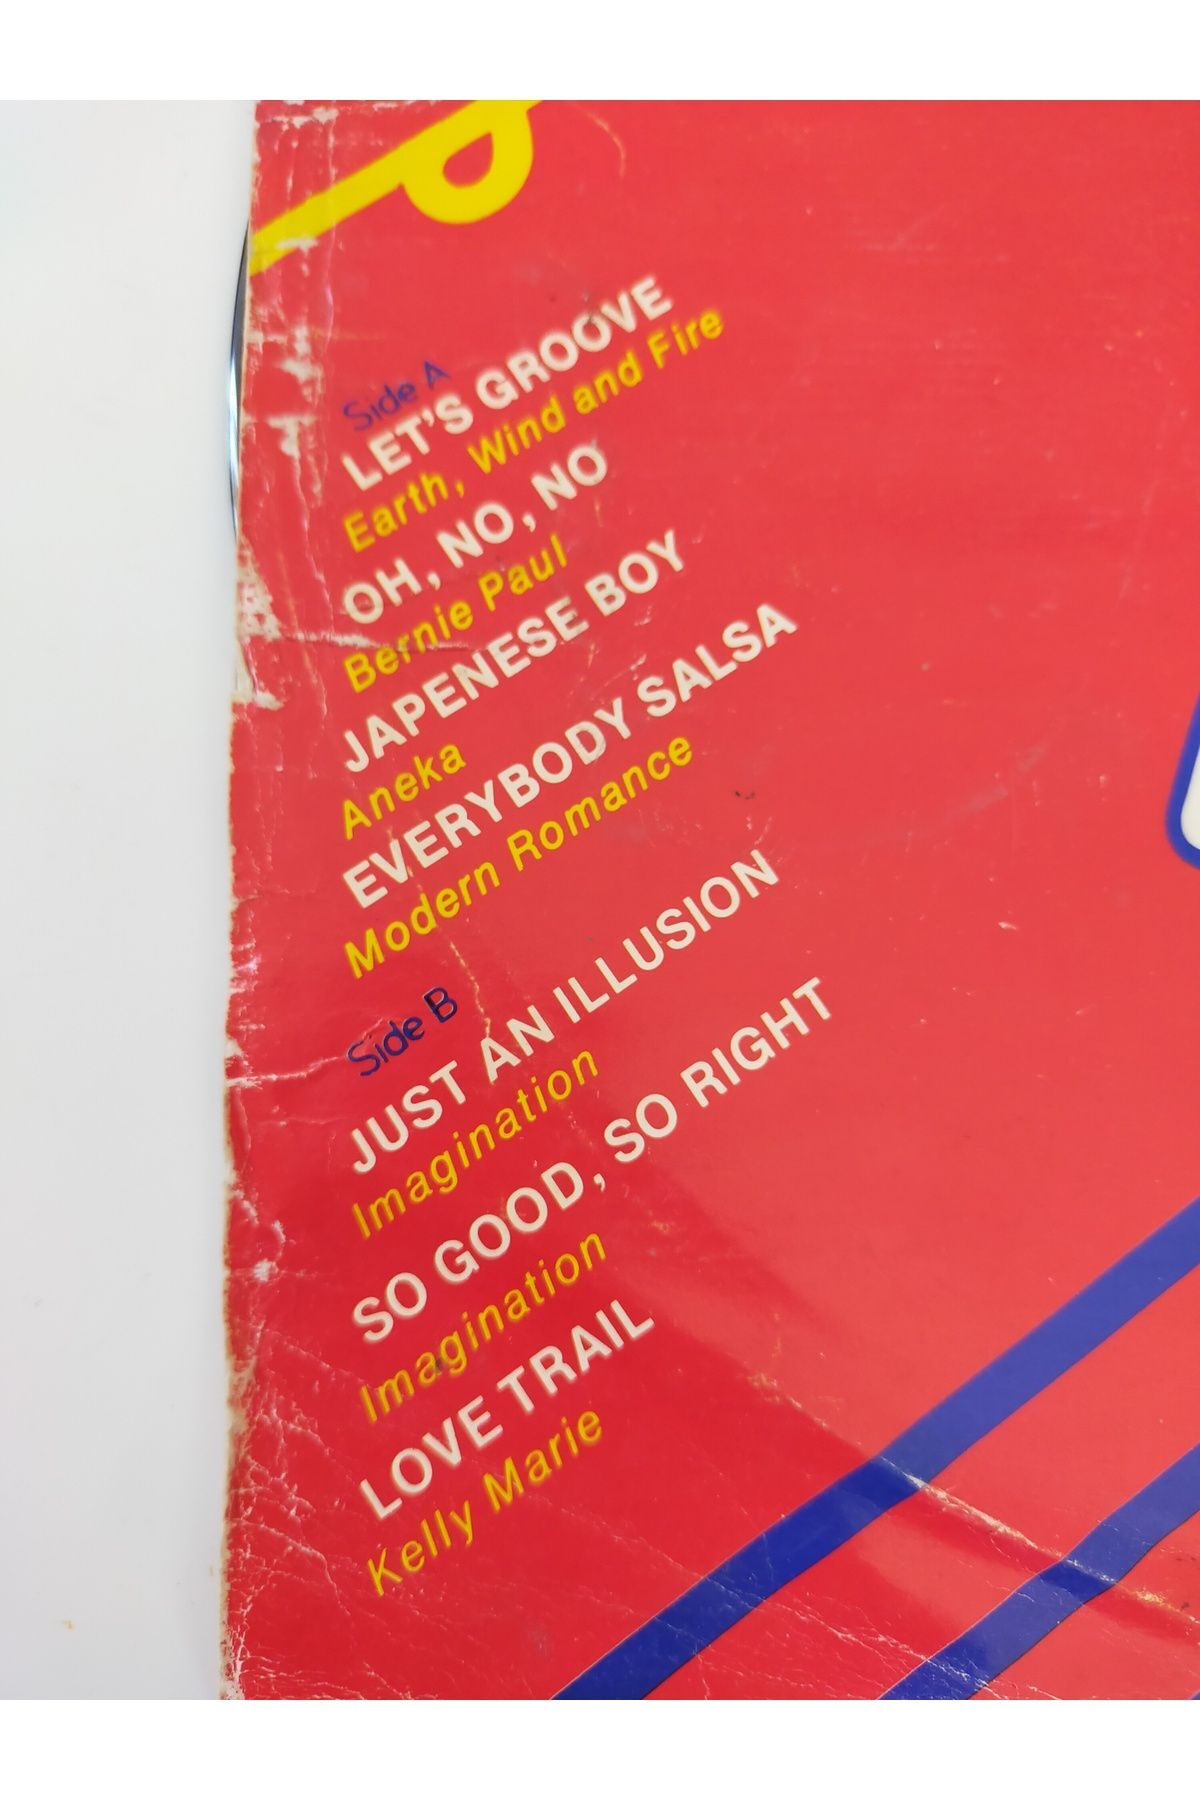 Side A
LET'S GROOVE
Earth, Wind and Fire
OH, NO, NO
Bernie Paul
JAPENESE BOY
Aneka
EVERYBODY SALSA
Modern Romance
Side B
JUST AN ILLUSION
Imagination
SO GOOD, SO RIGHT
Imagination
LOVE TRAIL
Kelly Marie